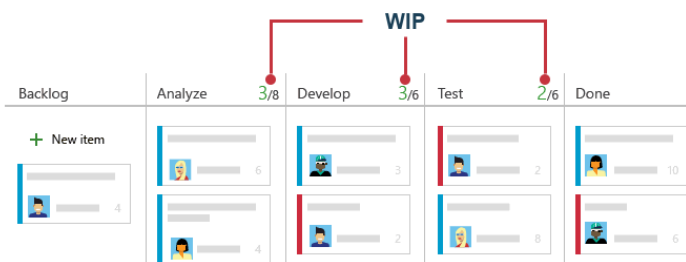 WIP
Backlog Analyze 3/8 Develop 3/6 Test 2/6 Done
+ New item
6 3 2 10
4
4 2 8 6